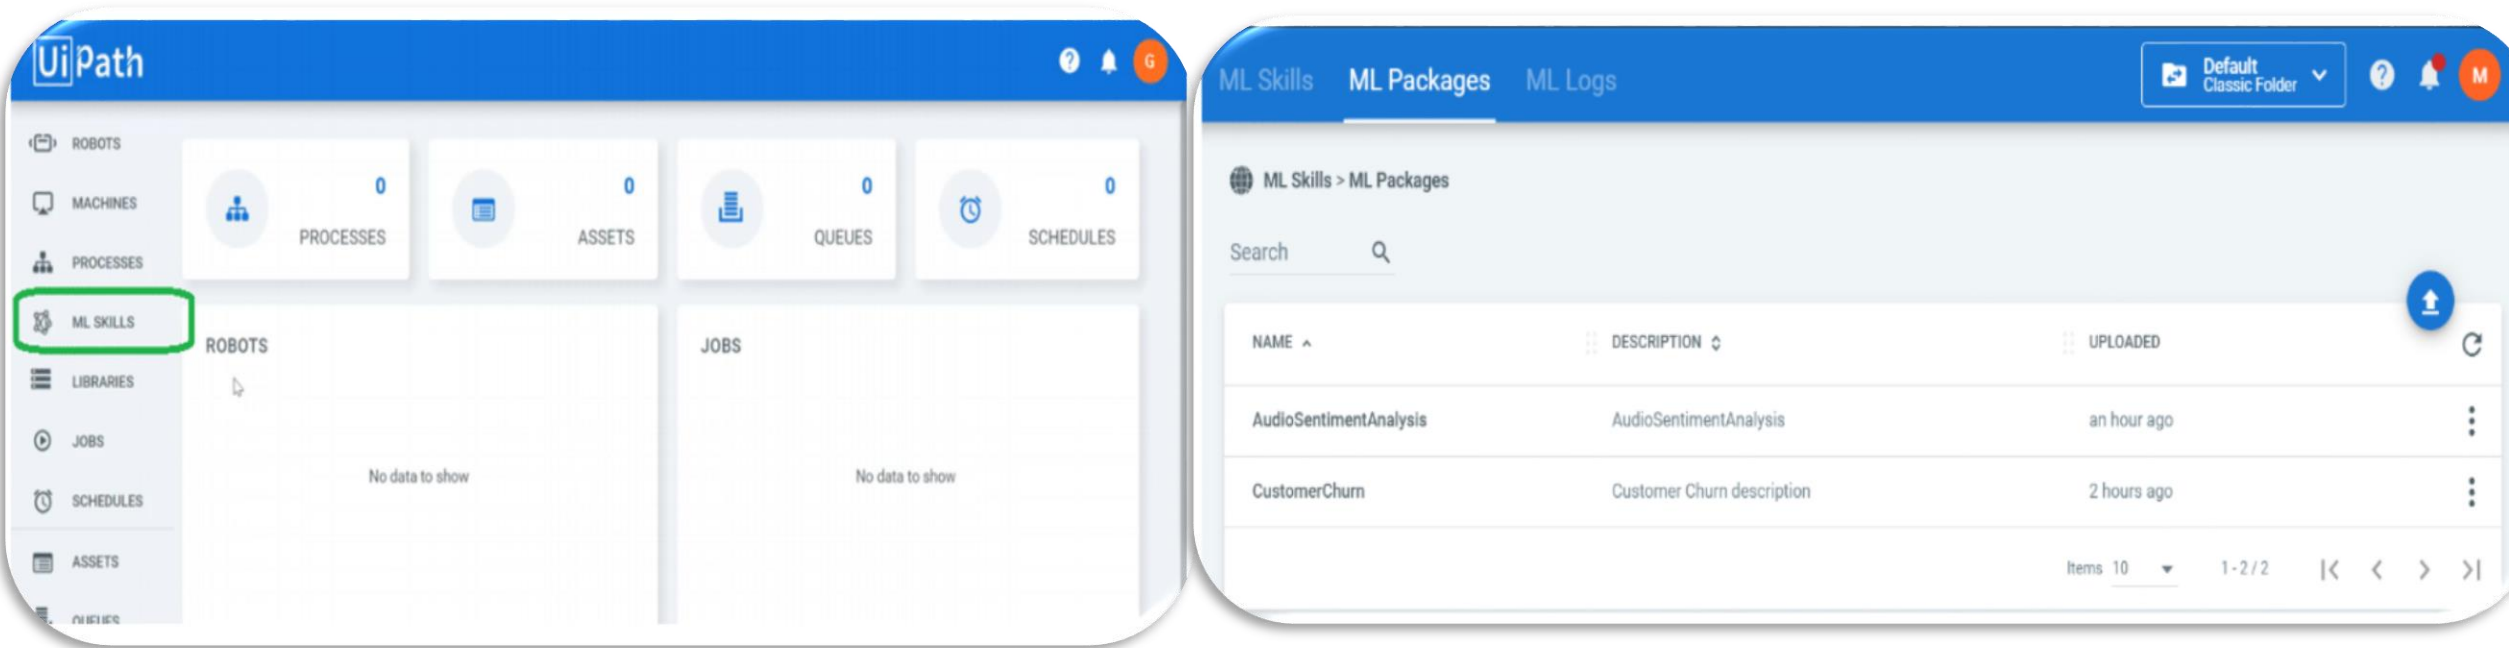 UiPath
G
ROBOTS
MACHINES
PROCESSES
ML SKILLS
LIBRARIES
JOBS
SCHEDULES
ASSETS
QUEUES
0
PROCESSES
0
ASSETS
0
QUEUES
0
SCHEDULES
ROBOTS
No data to show
JOBS
No data to show
ML Skills ML Packages ML Logs
Default
Classic Folder
M
ML Skills > ML Packages
Search
NAME DESCRIPTION UPLOADED
AudioSentimentAnalysis AudioSentimentAnalysis an hour ago
CustomerChurn Customer Churn description 2 hours ago
Items 10 1 - 2 / 2